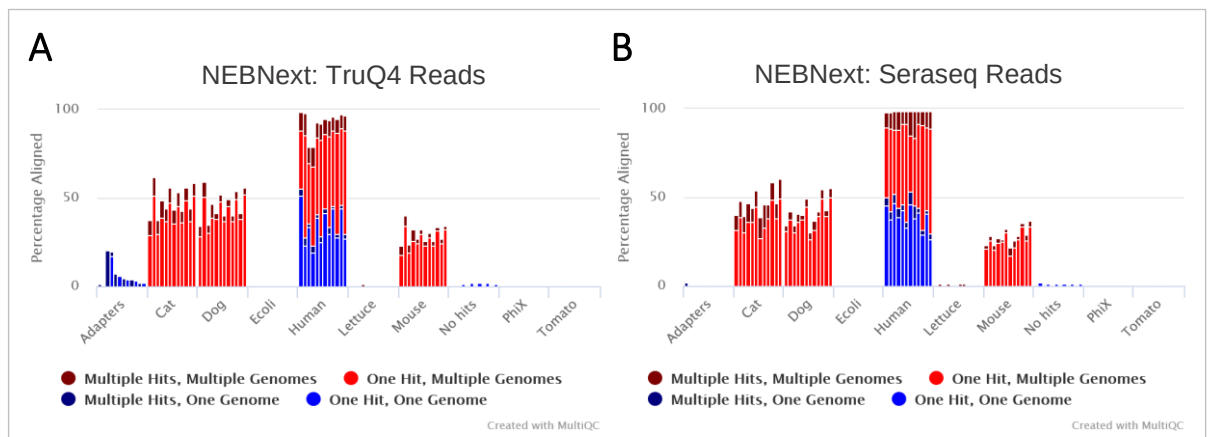 A
NEBNext: TruQ4 Reads
100
50
0
Percentage Aligned
Adapters
Cat
Dog
Ecoli
Human
Lettuce
Mouse
No hits
PhiX
Tomato
Multiple Hits, Multiple Genomes
One Hit, Multiple Genomes
Multiple Hits, One Genome
One Hit, One Genome
Created with MultiQC
B
NEBNext: Seraseq Reads
100
50
0
Percentage Aligned
Adapters
Cat
Dog
Ecoli
Human
Lettuce
Mouse
No hits
PhiX
Tomato
Multiple Hits, Multiple Genomes
One Hit, Multiple Genomes
Multiple Hits, One Genome
One Hit, One Genome
Created with MultiQC